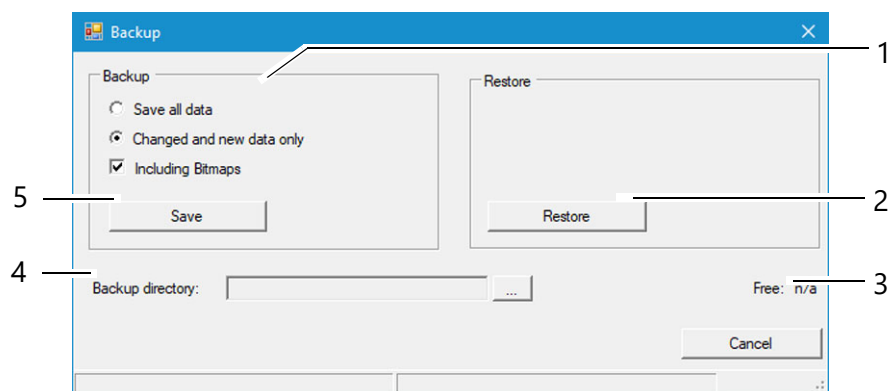 Backup
1
Backup
Restore
Save all data
Changed and new data only
Including Bitmaps
5
2
Save
Restore
4
Backup directory:
...
Free: n/a
3
Cancel